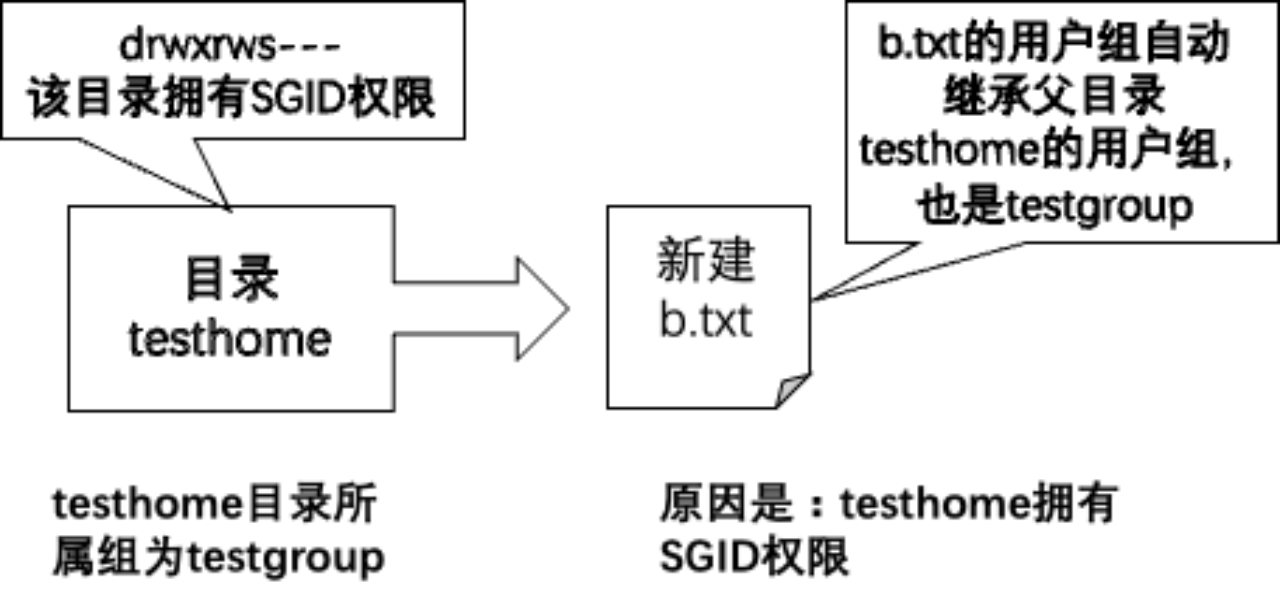 drwxrws---
该目录拥有SGID权限
b.txt的用户组自动
继承父目录
testhome的用户组,
也是testgroup
目录
testhome
新建
b.txt
testhome目录所
属组为testgroup
原因是：testhome拥有
SGID权限